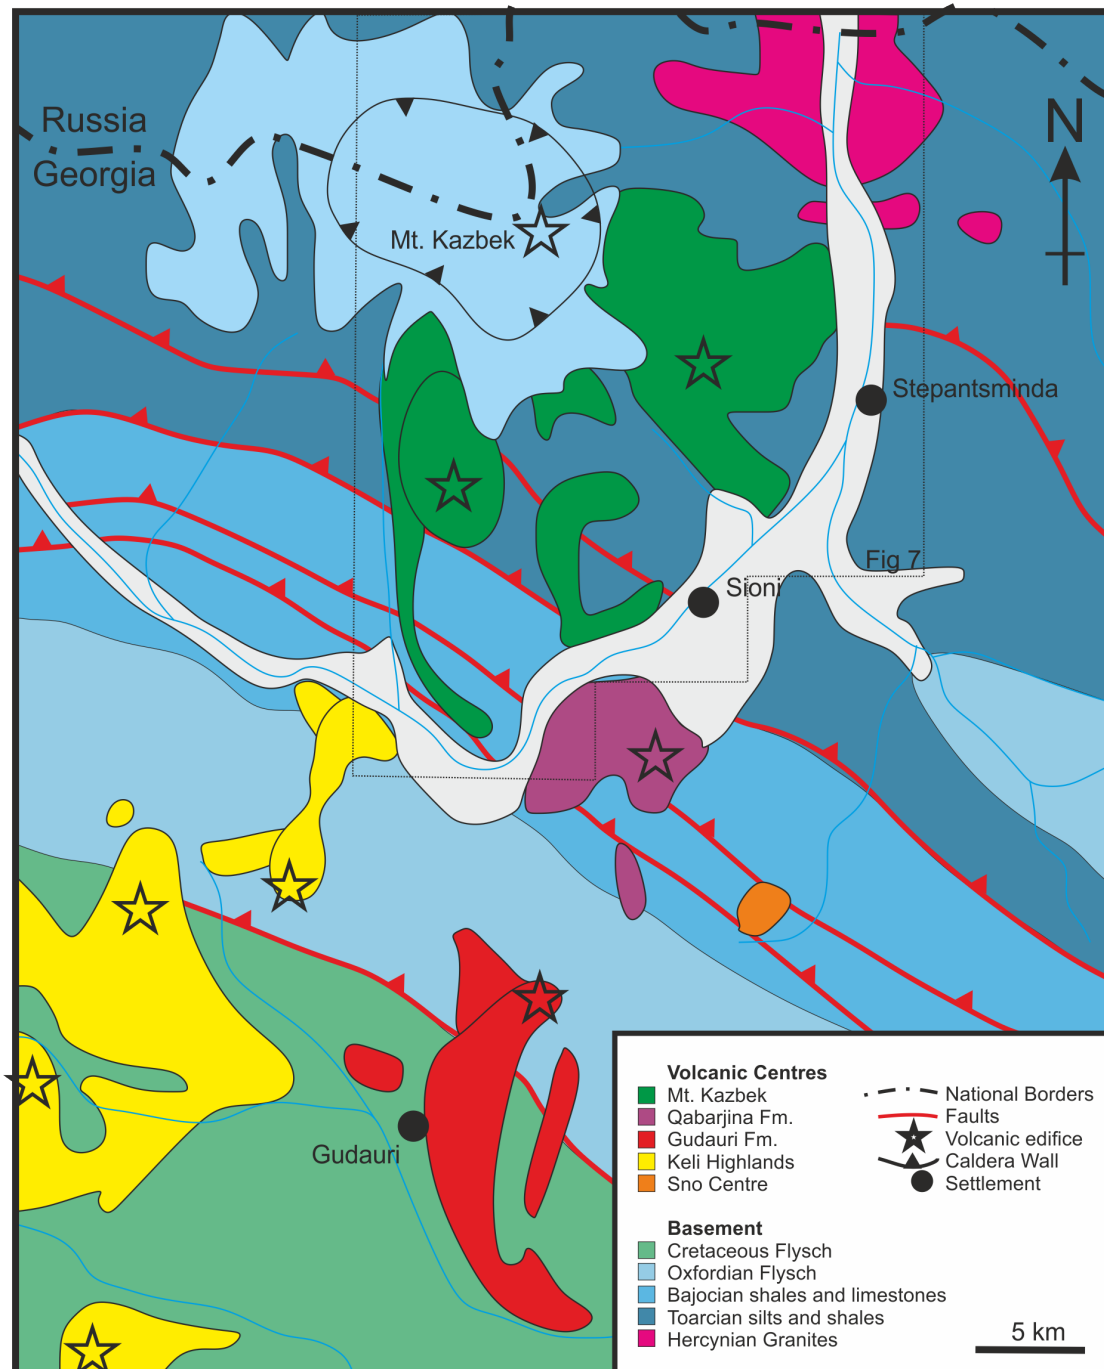 Russia
Georgia
N
Mt. Kazbek
Stepantsminda
Fig 7
Sioni
Gudauri
Volcanic Centres
Mt. Kazbek
Qabarjina Fm.
Gudauri Fm.
Keli Highlands
Sno Centre
National Borders
Faults
Volcanic edifice
Caldera Wall
Settlement
Basement
Cretaceous Flysch
Oxfordian Flysch
Bajocian shales and limestones
Toarcian silts and shales
Hercynian Granites
5 km